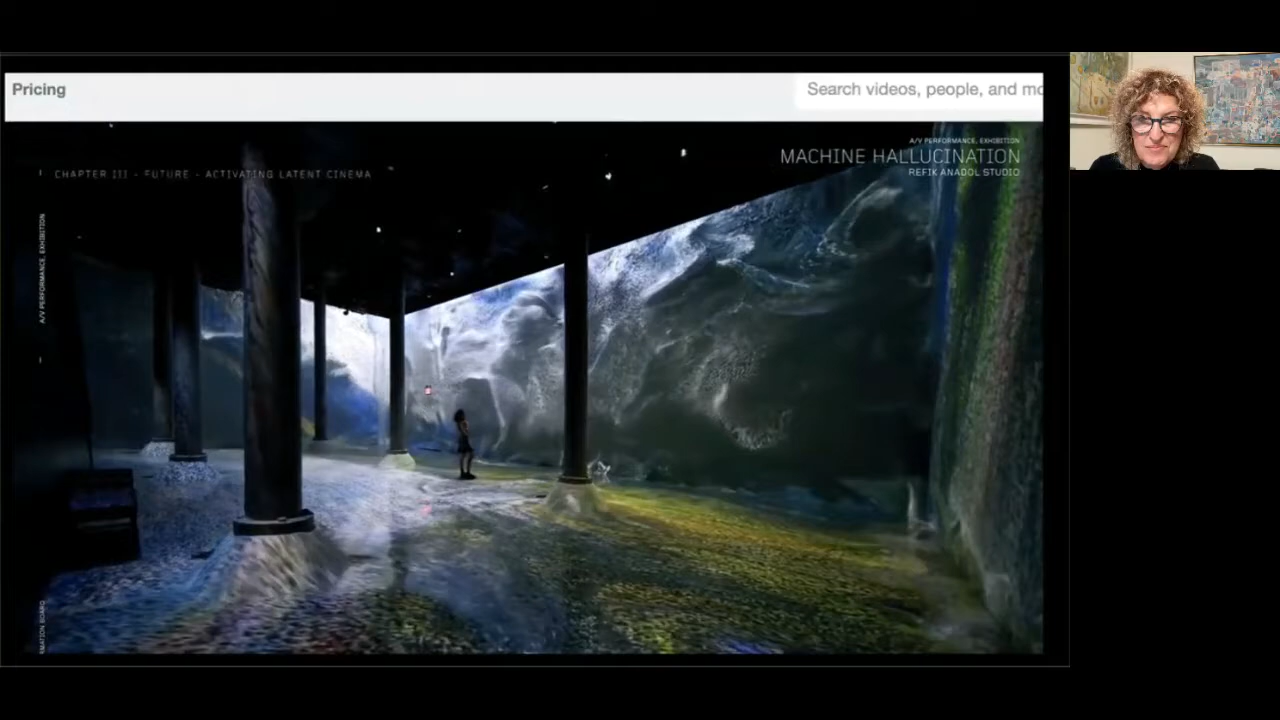 Pricing
Search videos, people, and mo
A/V PERFORMANCE, EXHIBITION
MACHINE HALLUCINATION
REFIK ANADOL STUDIO
CHAPTER III - FUTURE - ACTIVATING LATENT CINEMA
A/V PERFORMANCE, EXHIBITION